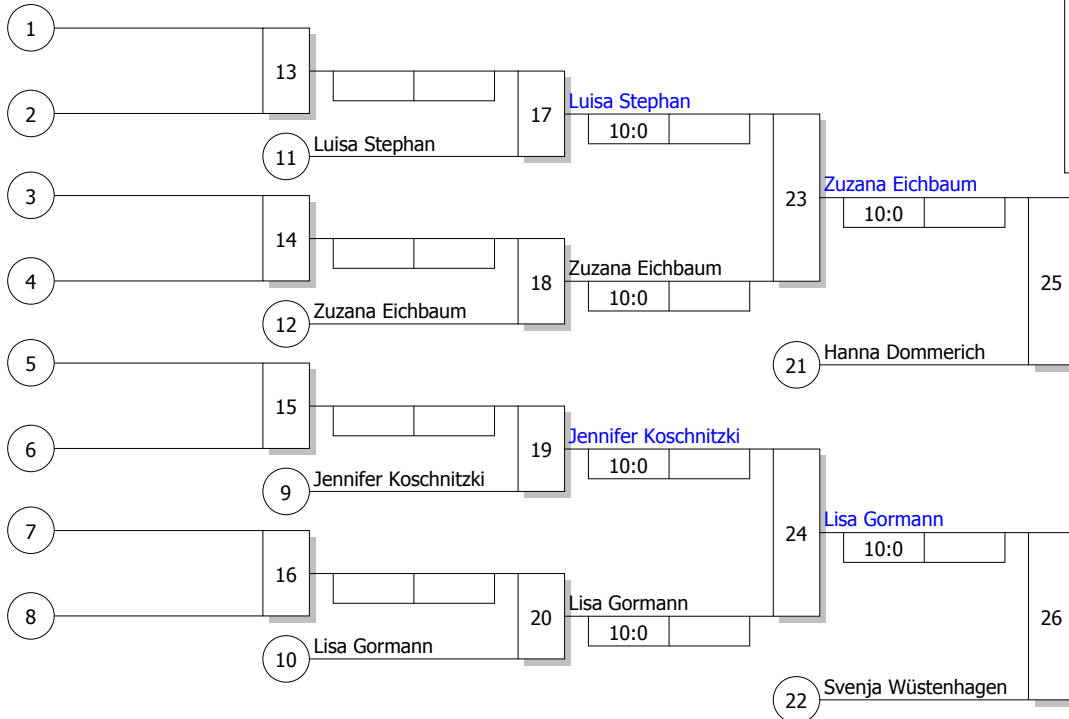 1
13
2
17
Luisa Stephan
10:0
11
Luisa Stephan
23
Zuzana Eichbaum
10:0
3
14
4
18
Zuzana Eichbaum
10:0
12
Zuzana Eichbaum
25
21
Hanna Dommerich
5
15
6
19
Jennifer Koschnitzki
10:0
9
Jennifer Koschnitzki
24
Lisa Gormann
10:0
7
16
8
20
Lisa Gormann
10:0
10
Lisa Gormann
26
22
Svenja Wüstenhagen